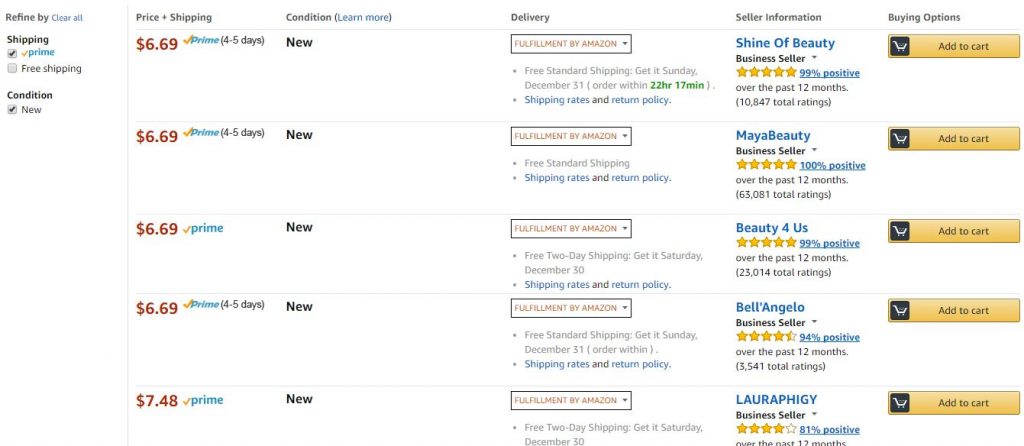 Refine by Clear all
Shipping
prime
Free shipping
Condition
New
Price + Shipping Condition (Learn more) Delivery Seller Information Buying Options
$6.69 Prime (4-5 days) New FULFILLMENT BY AMAZON Shine Of Beauty Add to cart
Business Seller
Free Standard Shipping: Get it Sunday, 99% positive
December 31 ( order within 22hr 17min ) . over the past 12 months.
Shipping rates and return policy. (10,847 total ratings)
$6.69 Prime (4-5 days) New FULFILLMENT BY AMAZON MayaBeauty Add to cart
Business Seller
Free Standard Shipping 100% positive
Shipping rates and return policy. over the past 12 months.
(63,081 total ratings)
$6.69 prime New FULFILLMENT BY AMAZON Beauty 4 Us Add to cart
99% positive
Free Two-Day Shipping: Get it Saturday, over the past 12 months.
December 30 (23,014 total ratings)
Shipping rates and return policy.
$6.69 Prime (4-5 days) New FULFILLMENT BY AMAZON Bell'Angelo Add to cart
Business Seller
Free Standard Shipping: Get it Sunday, 94% positive
December 31 ( order within ) . over the past 12 months.
Shipping rates and return policy. (3,541 total ratings)
$7.48 prime New FULFILLMENT BY AMAZON LAURAPHIGY Add to cart
Business Seller
Free Two-Day Shipping: Get it Saturday, 81% positive
December 30 over the past 12 months.